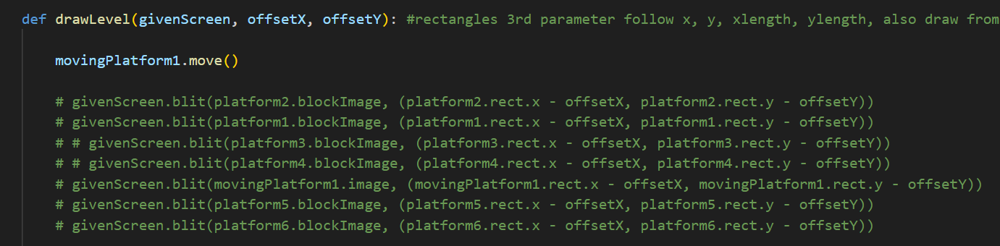 def drawLevel(givenScreen, offsetX, offsetY): #rectangles 3rd parameter follow x, y, xlength, ylength, also draw from
movingPlatform1.move()
# givenScreen.blit(platform2.blockImage, (platform2.rect.x - offsetX, platform2.rect.y - offsetY))
# givenScreen.blit(platform1.blockImage, (platform1.rect.x - offsetX, platform1.rect.y - offsetY))
# # givenScreen.blit(platform3.blockImage, (platform3.rect.x - offsetX, platform3.rect.y - offsetY))
# # givenScreen.blit(platform4.blockImage, (platform4.rect.x - offsetX, platform4.rect.y - offsetY))
# givenScreen.blit(movingPlatform1.image, (movingPlatform1.rect.x - offsetX, movingPlatform1.rect.y - offsetY))
# givenScreen.blit(platform5.blockImage, (platform5.rect.x - offsetX, platform5.rect.y - offsetY))
# givenScreen.blit(platform6.blockImage, (platform6.rect.x - offsetX, platform6.rect.y - offsetY))